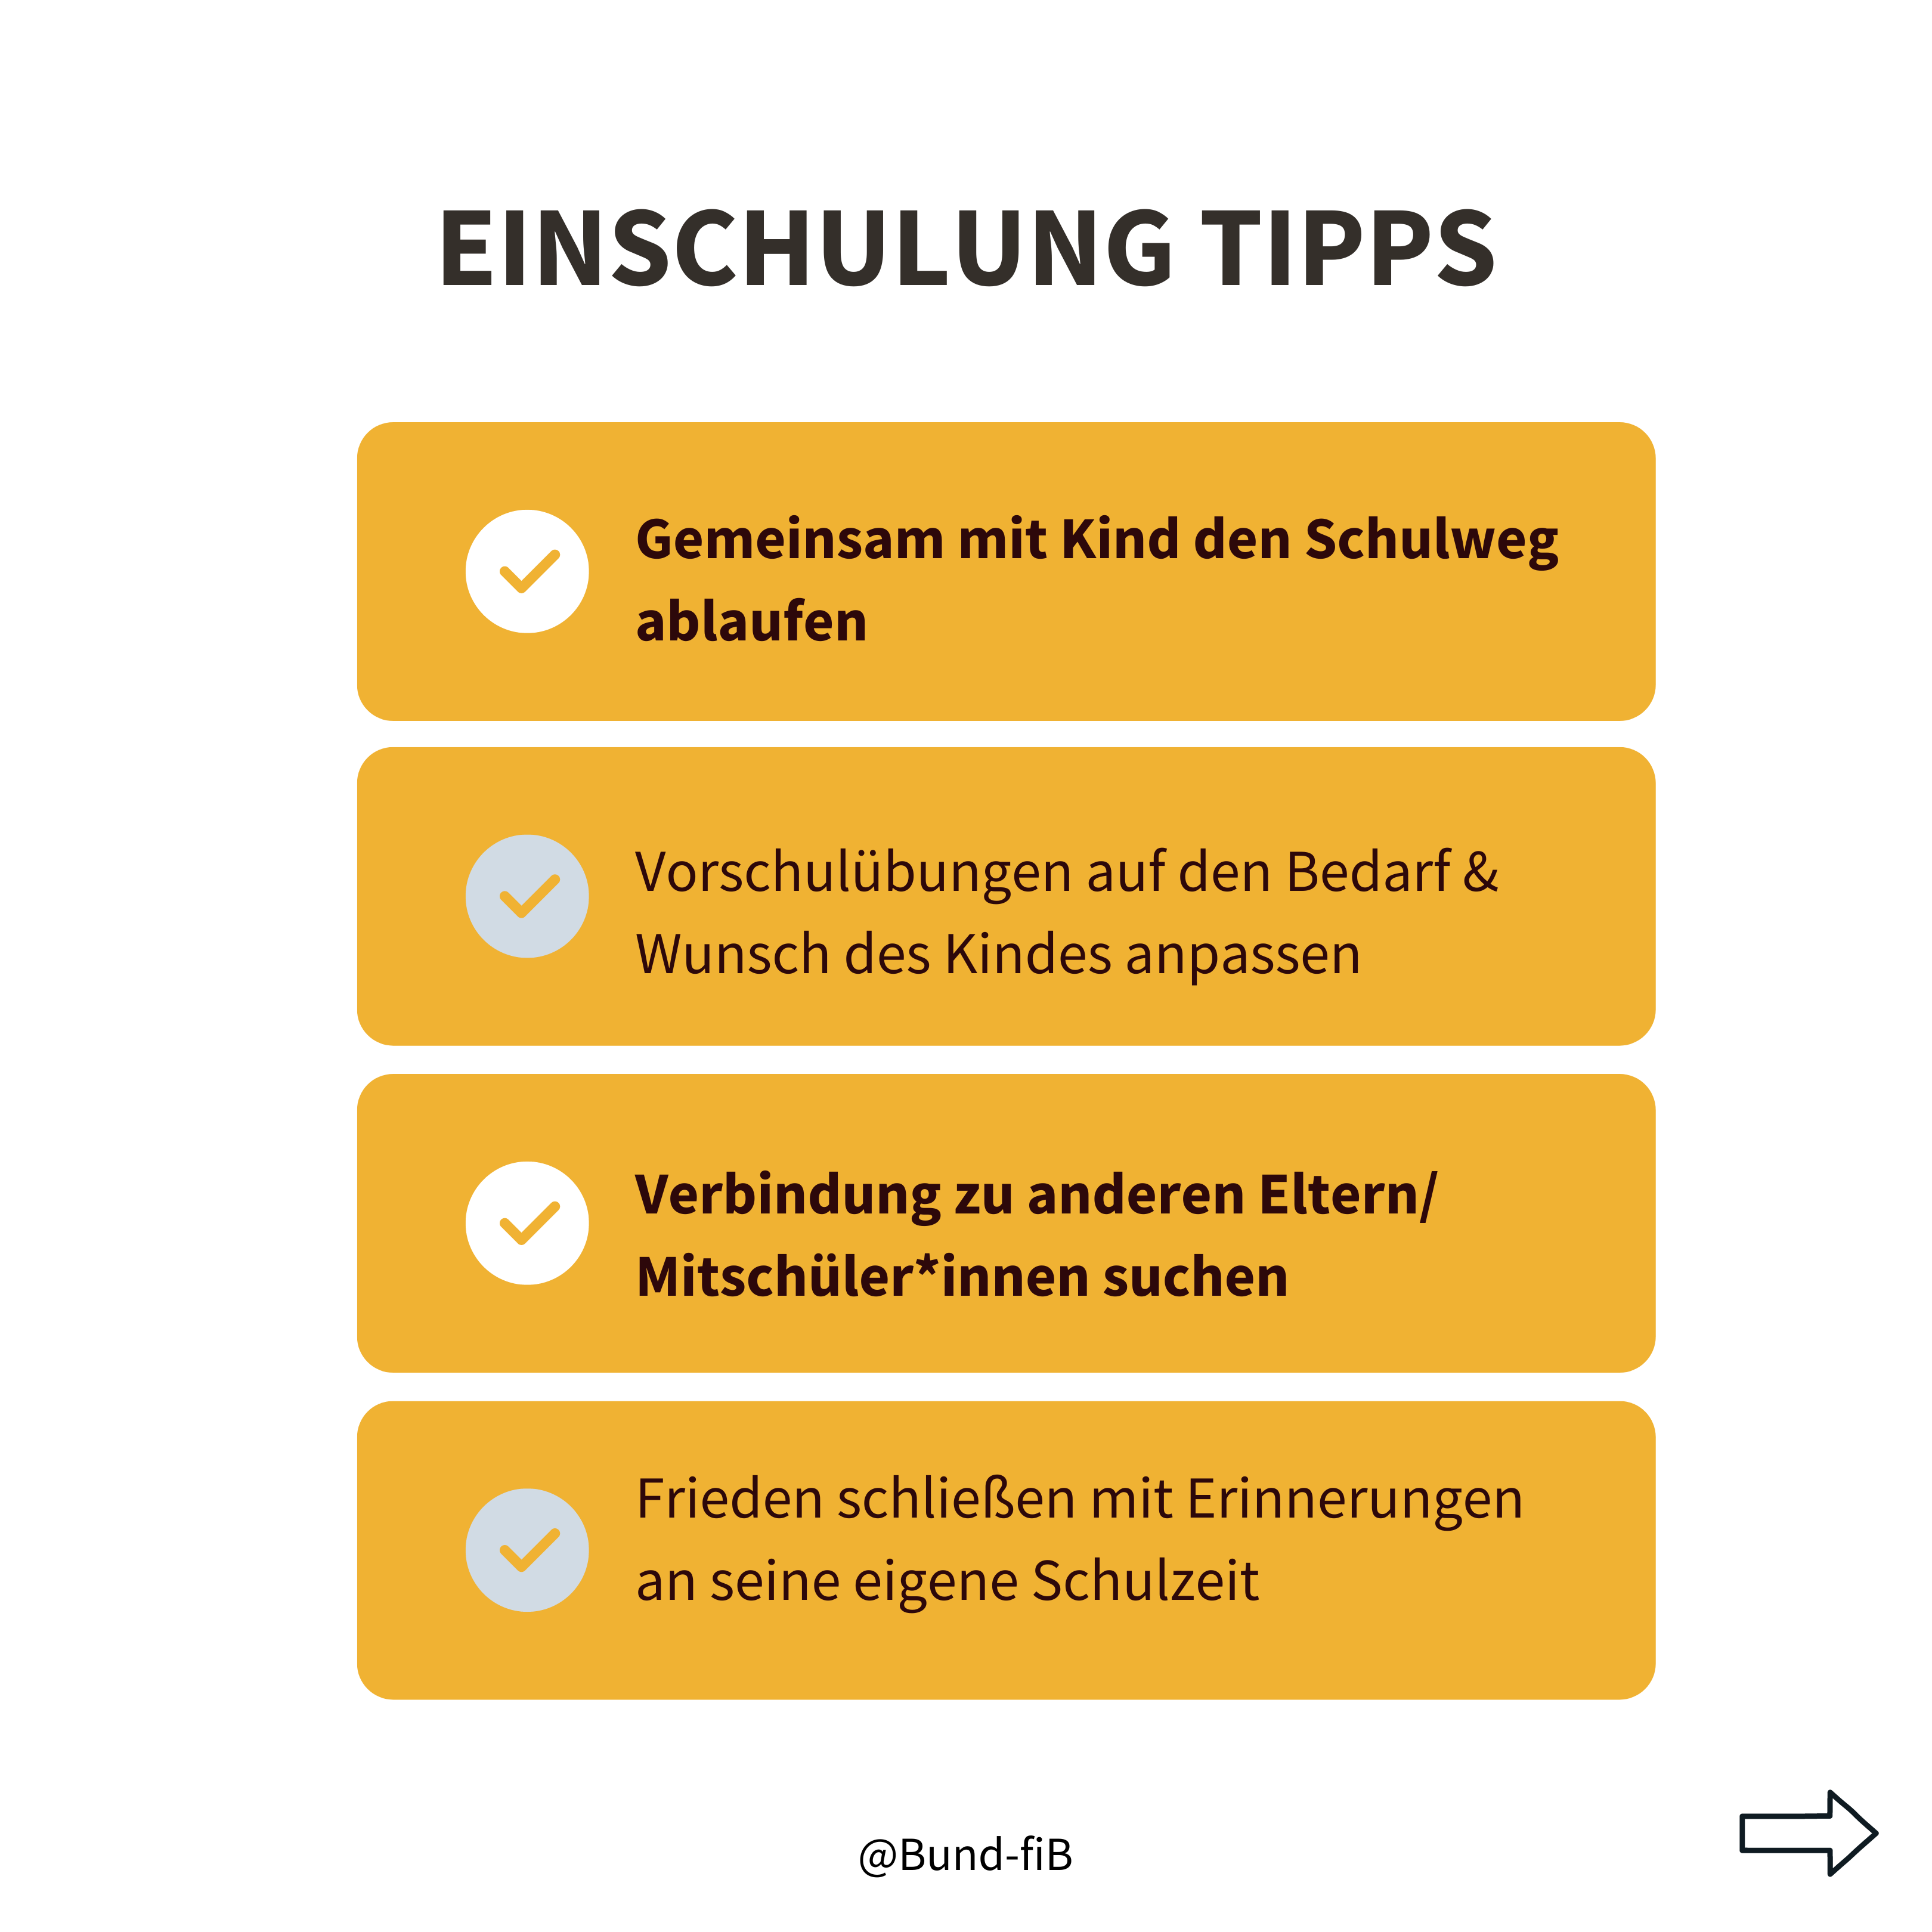 EINSCHULUNG TIPPS
Gemeinsam mit Kind den Schulweg
ablaufen
Vorschulübungen auf den Bedarf &
Wunsch des Kindes anpassen
Verbindung zu anderen Eltern/
Mitschüler*innen suchen
Frieden schließen mit Erinnerungen
an seine eigene Schulzeit
@Bund-fiB